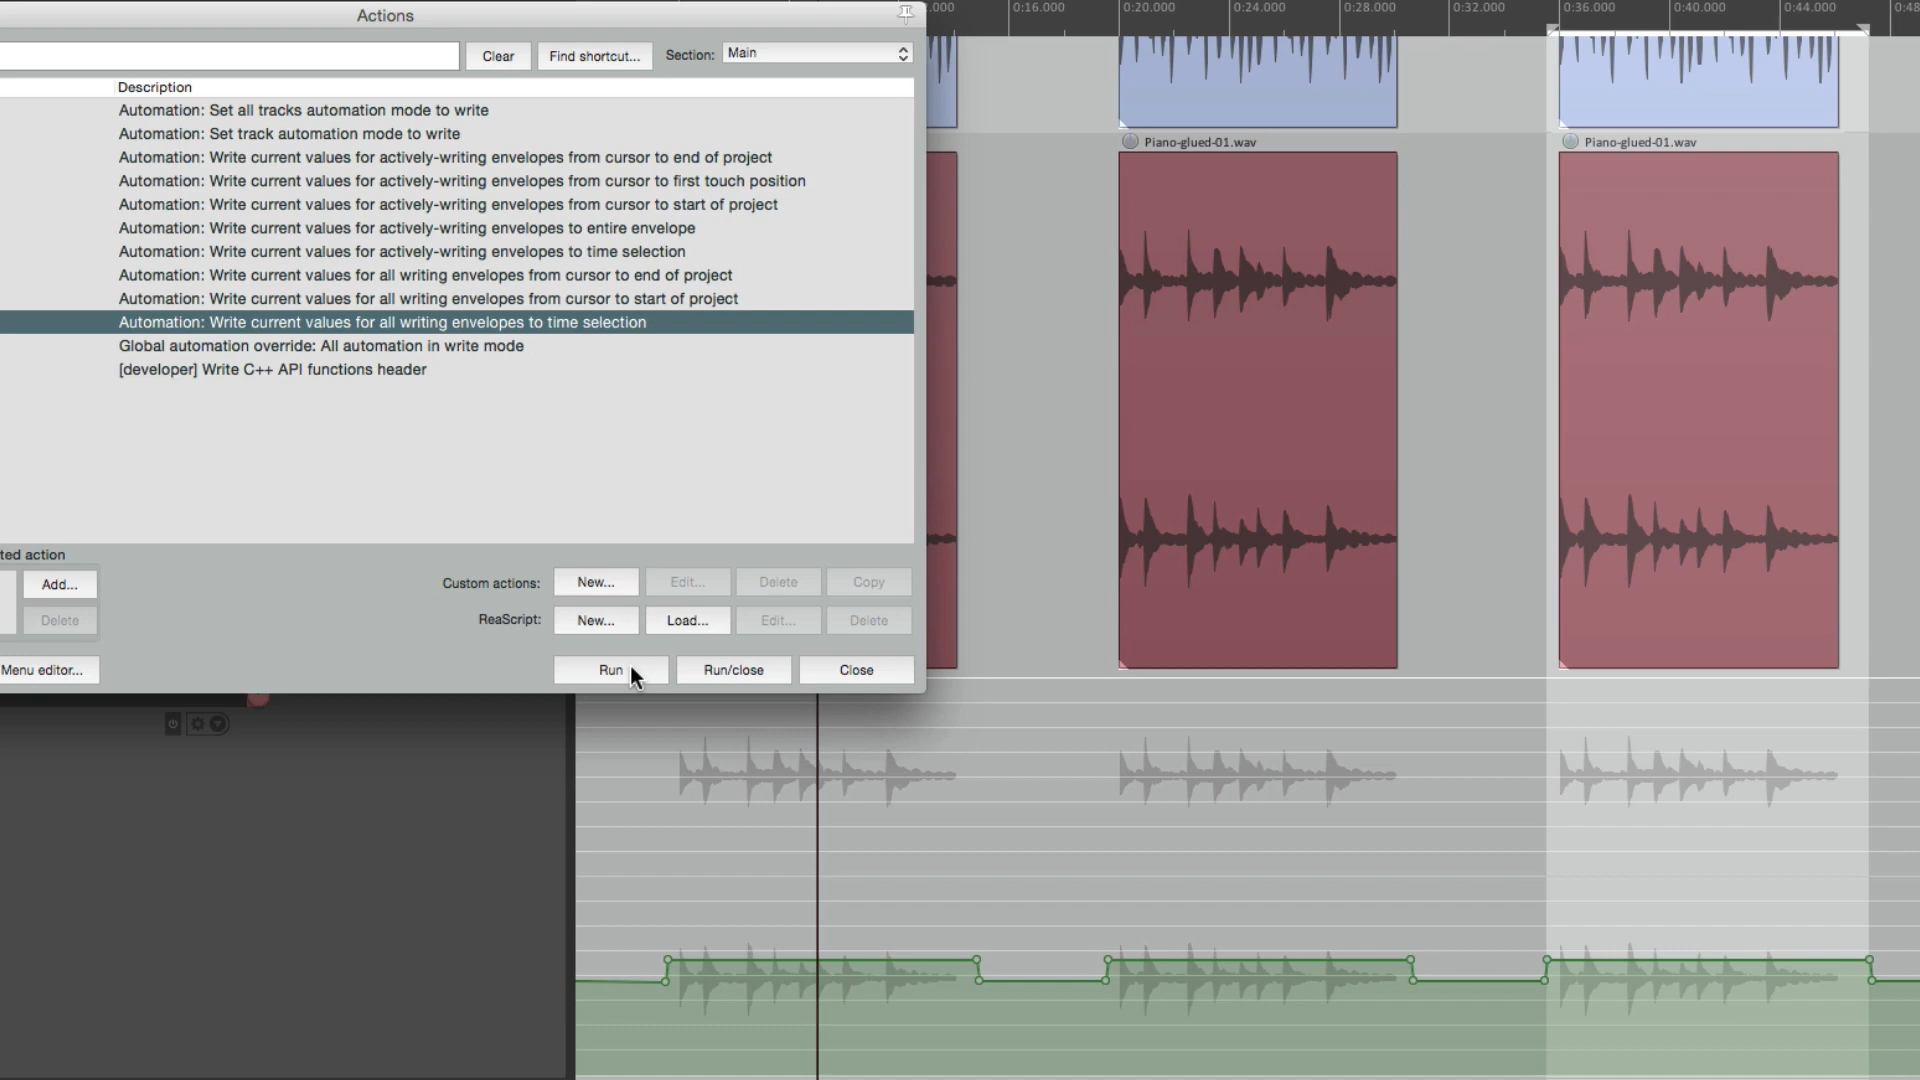 Actions
.000
0:16.000
0:20.000
0:24.000
0:28.000
0:32.000
0:36.000
0:40.000
0:44.000
0:48
Clear
Find shortcut...
Section:
Main
Description
Automation: Set all tracks automation mode to write
Automation: Set track automation mode to write
Automation: Write current values for actively-writing envelopes from cursor to end of project
Automation: Write current values for actively-writing envelopes from cursor to first touch position
Automation: Write current values for actively-writing envelopes from cursor to start of project
Automation: Write current values for actively-writing envelopes to entire envelope
Automation: Write current values for actively-writing envelopes to time selection
Automation: Write current values for all writing envelopes from cursor to end of project
Automation: Write current values for all writing envelopes from cursor to start of project
Automation: Write current values for all writing envelopes to time selection
Global automation override: All automation in write mode
[developer] Write C++ API functions header
Piano-glued-01.wav
Piano-glued-01.wav
ted action
Add...
Delete
Custom actions:
New...
Edit...
Delete
Copy
ReaScript:
New...
Load...
Edit...
Delete
Menu editor...
Run
Run/close
Close